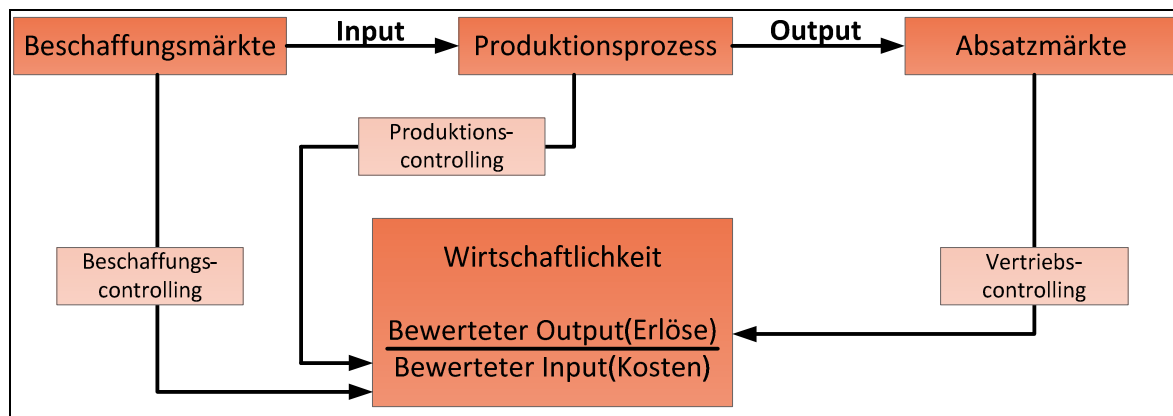 Beschaffungsmärkte
Input
Produktionsprozess
Output
Absatzmärkte
Produktions-
controlling
Beschaffungs-
controlling
Wirtschaftlichkeit
Bewerteter Output(Erlöse)
Bewerteter Input(Kosten)
Vertriebs-
controlling